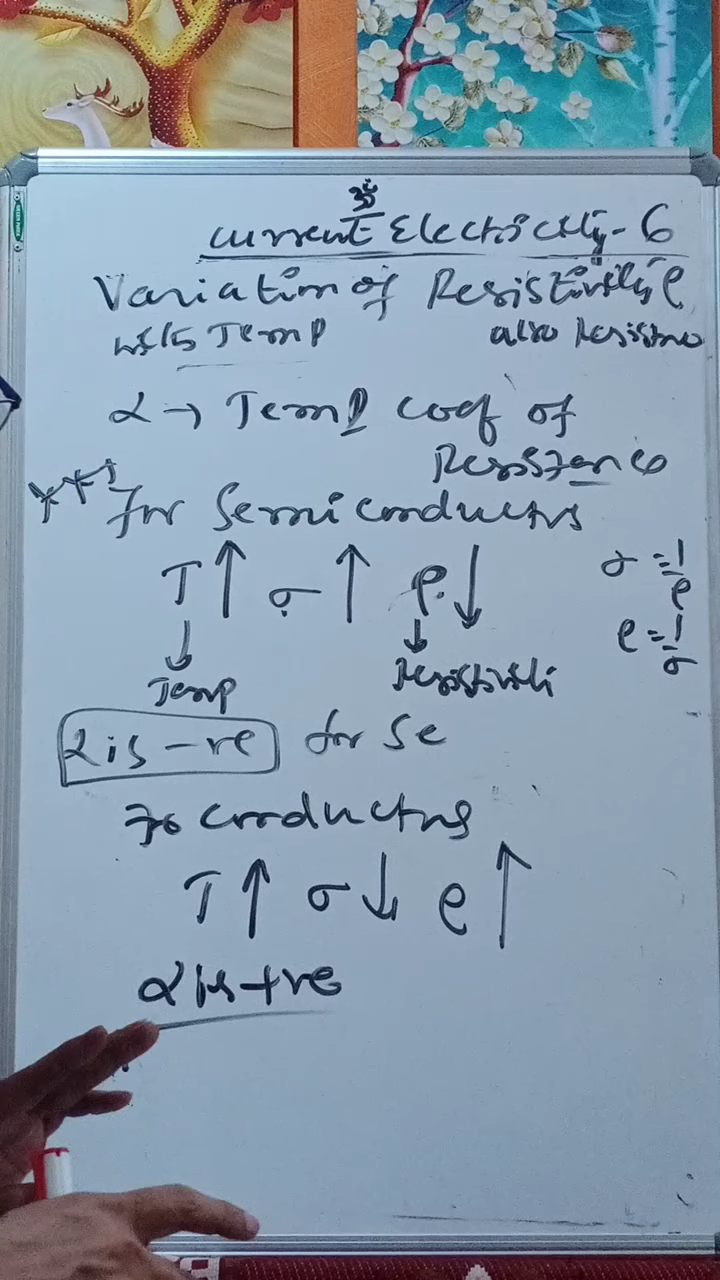 ॐ
Current Electricity - 6
Variation of Resistivity ρ
with Temp also Resistance
α → Temp coef of
Resistance
*** for Semiconductors
T ↑ σ ↑ ρ ↓
σ = 1/ρ
↓ ↓
ρ = 1/σ
Temp Resistivity
α is -ve for Se
conductors
T ↑ σ ↓ ρ ↑
α is +ve